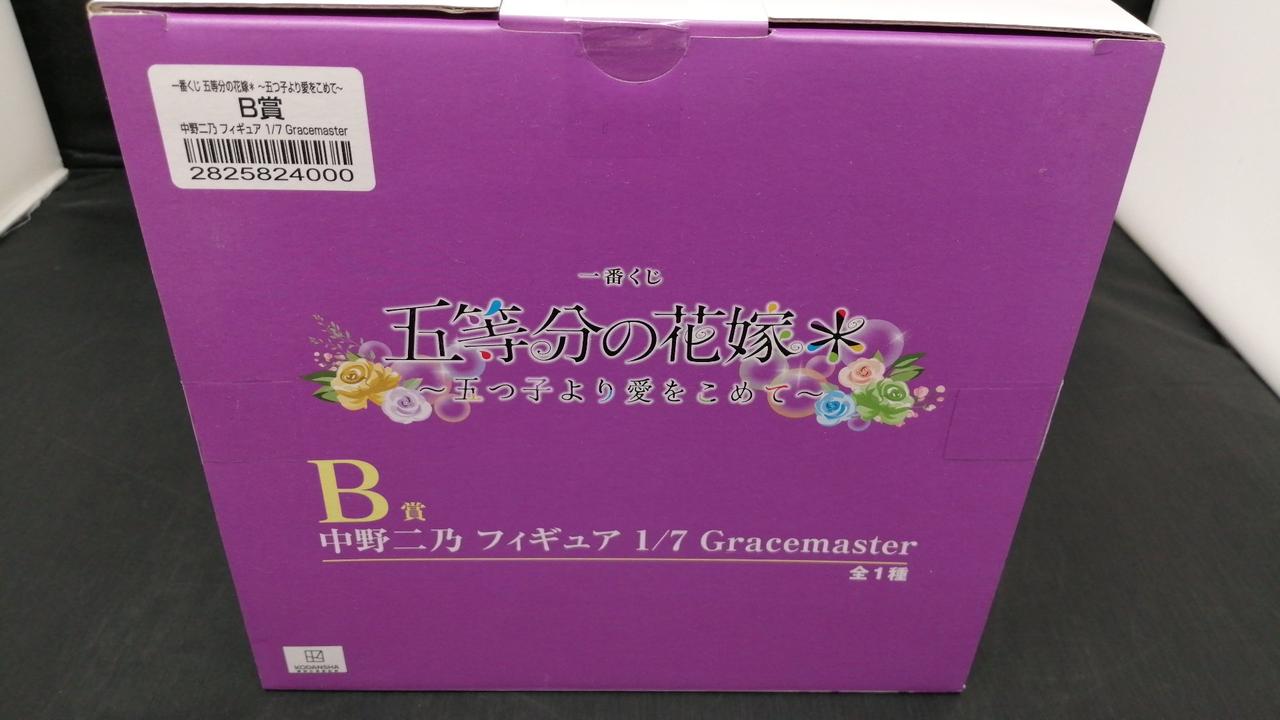 一番くじ 五等分の花嫁＊ ～五つ子より愛をこめて～
B賞
中野二乃 フィギュア 1/7 Gracemaster
2825824000
一番くじ
五等分の花嫁＊
～五つ子より愛をこめて～
B賞
中野二乃 フィギュア 1/7 Gracemaster
全1種
KODANSHA